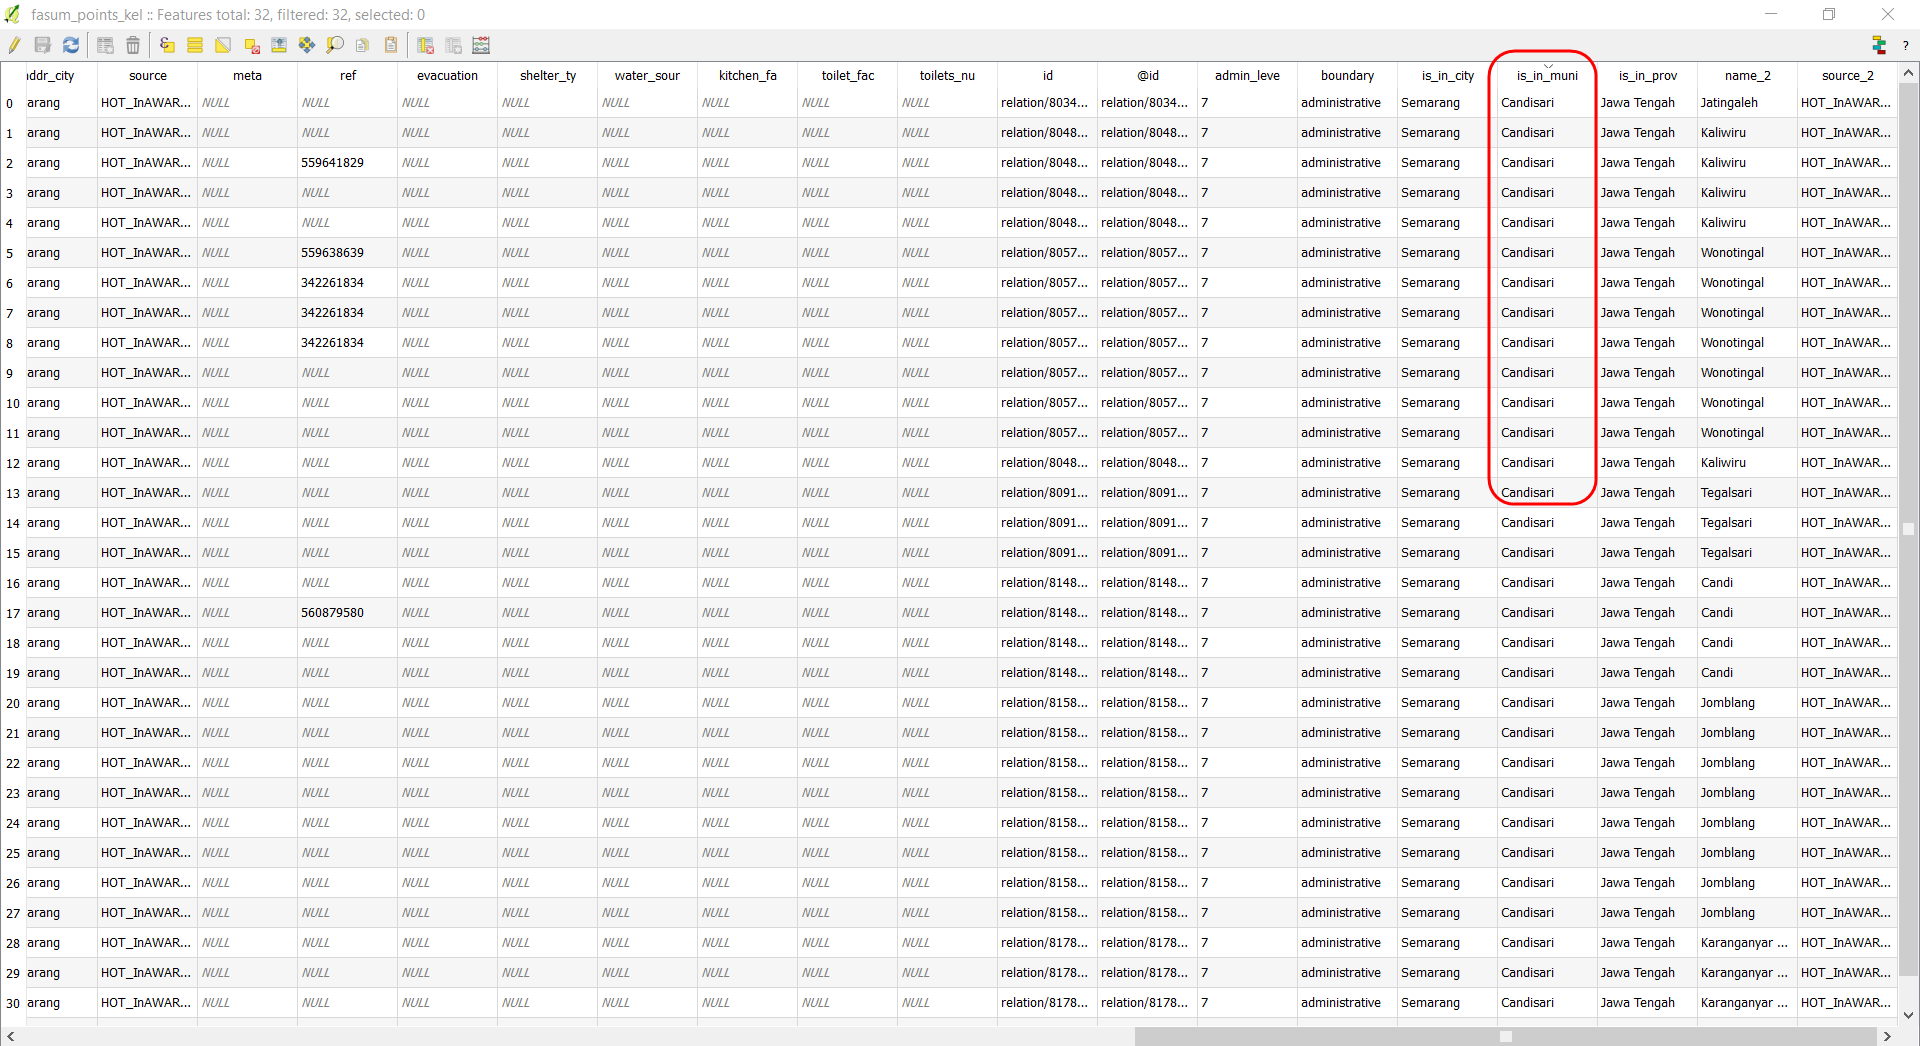 fasum_points_kel :: Features total: 32, filtered: 32, selected: 0
ddr_city source meta ref evacuation shelter_ty water_sour kitchen_fa toilet_fac toilets_nu id @id admin_leve boundary is_in_city is_in_muni is_in_prov name_2 source_2
0 arang HOT_InAWAR... NULL NULL NULL NULL NULL NULL NULL NULL relation/8034... relation/8034... 7 administrative Semarang Candisari Jawa Tengah Jatingaleh HOT_InAWAR...
1 arang HOT_InAWAR... NULL NULL NULL NULL NULL NULL NULL NULL relation/8048... relation/8048... 7 administrative Semarang Candisari Jawa Tengah Kaliwiru HOT_InAWAR...
2 arang HOT_InAWAR... NULL 559641829 NULL NULL NULL NULL NULL NULL relation/8048... relation/8048... 7 administrative Semarang Candisari Jawa Tengah Kaliwiru HOT_InAWAR...
3 arang HOT_InAWAR... NULL NULL NULL NULL NULL NULL NULL NULL relation/8048... relation/8048... 7 administrative Semarang Candisari Jawa Tengah Kaliwiru HOT_InAWAR...
4 arang HOT_InAWAR... NULL NULL NULL NULL NULL NULL NULL NULL relation/8048... relation/8048... 7 administrative Semarang Candisari Jawa Tengah Kaliwiru HOT_InAWAR...
5 arang HOT_InAWAR... NULL 559638639 NULL NULL NULL NULL NULL NULL relation/8057... relation/8057... 7 administrative Semarang Candisari Jawa Tengah Wonotingal HOT_InAWAR...
6 arang HOT_InAWAR... NULL 342261834 NULL NULL NULL NULL NULL NULL relation/8057... relation/8057... 7 administrative Semarang Candisari Jawa Tengah Wonotingal HOT_InAWAR...
7 arang HOT_InAWAR... NULL 342261834 NULL NULL NULL NULL NULL NULL relation/8057... relation/8057... 7 administrative Semarang Candisari Jawa Tengah Wonotingal HOT_InAWAR...
8 arang HOT_InAWAR... NULL 342261834 NULL NULL NULL NULL NULL NULL relation/8057... relation/8057... 7 administrative Semarang Candisari Jawa Tengah Wonotingal HOT_InAWAR...
9 arang HOT_InAWAR... NULL NULL NULL NULL NULL NULL NULL NULL relation/8057... relation/8057... 7 administrative Semarang Candisari Jawa Tengah Wonotingal HOT_InAWAR...
10 arang HOT_InAWAR... NULL NULL NULL NULL NULL NULL NULL NULL relation/8057... relation/8057... 7 administrative Semarang Candisari Jawa Tengah Wonotingal HOT_InAWAR...
11 arang HOT_InAWAR... NULL NULL NULL NULL NULL NULL NULL NULL relation/8057... relation/8057... 7 administrative Semarang Candisari Jawa Tengah Wonotingal HOT_InAWAR...
12 arang HOT_InAWAR... NULL NULL NULL NULL NULL NULL NULL NULL relation/8048... relation/8048... 7 administrative Semarang Candisari Jawa Tengah Kaliwiru HOT_InAWAR...
13 arang HOT_InAWAR... NULL NULL NULL NULL NULL NULL NULL NULL relation/8091... relation/8091... 7 administrative Semarang Candisari Jawa Tengah Tegalsari HOT_InAWAR...
14 arang HOT_InAWAR... NULL NULL NULL NULL NULL NULL NULL NULL relation/8091... relation/8091... 7 administrative Semarang Candisari Jawa Tengah Tegalsari HOT_InAWAR...
15 arang HOT_InAWAR... NULL NULL NULL NULL NULL NULL NULL NULL relation/8091... relation/8091... 7 administrative Semarang Candisari Jawa Tengah Tegalsari HOT_InAWAR...
16 arang HOT_InAWAR... NULL NULL NULL NULL NULL NULL NULL NULL relation/8148... relation/8148... 7 administrative Semarang Candisari Jawa Tengah Candi HOT_InAWAR...
17 arang HOT_InAWAR... NULL 560879580 NULL NULL NULL NULL NULL NULL relation/8148... relation/8148... 7 administrative Semarang Candisari Jawa Tengah Candi HOT_InAWAR...
18 arang HOT_InAWAR... NULL NULL NULL NULL NULL NULL NULL NULL relation/8148... relation/8148... 7 administrative Semarang Candisari Jawa Tengah Candi HOT_InAWAR...
19 arang HOT_InAWAR... NULL NULL NULL NULL NULL NULL NULL NULL relation/8148... relation/8148... 7 administrative Semarang Candisari Jawa Tengah Candi HOT_InAWAR...
20 arang HOT_InAWAR... NULL NULL NULL NULL NULL NULL NULL NULL relation/8158... relation/8158... 7 administrative Semarang Candisari Jawa Tengah Jomblang HOT_InAWAR...
21 arang HOT_InAWAR... NULL NULL NULL NULL NULL NULL NULL NULL relation/8158... relation/8158... 7 administrative Semarang Candisari Jawa Tengah Jomblang HOT_InAWAR...
22 arang HOT_InAWAR... NULL NULL NULL NULL NULL NULL NULL NULL relation/8158... relation/8158... 7 administrative Semarang Candisari Jawa Tengah Jomblang HOT_InAWAR...
23 arang HOT_InAWAR... NULL NULL NULL NULL NULL NULL NULL NULL relation/8158... relation/8158... 7 administrative Semarang Candisari Jawa Tengah Jomblang HOT_InAWAR...
24 arang HOT_InAWAR... NULL NULL NULL NULL NULL NULL NULL NULL relation/8158... relation/8158... 7 administrative Semarang Candisari Jawa Tengah Jomblang HOT_InAWAR...
25 arang HOT_InAWAR... NULL NULL NULL NULL NULL NULL NULL NULL relation/8158... relation/8158... 7 administrative Semarang Candisari Jawa Tengah Jomblang HOT_InAWAR...
26 arang HOT_InAWAR... NULL NULL NULL NULL NULL NULL NULL NULL relation/8158... relation/8158... 7 administrative Semarang Candisari Jawa Tengah Jomblang HOT_InAWAR...
27 arang HOT_InAWAR... NULL NULL NULL NULL NULL NULL NULL NULL relation/8158... relation/8158... 7 administrative Semarang Candisari Jawa Tengah Jomblang HOT_InAWAR...
28 arang HOT_InAWAR... NULL NULL NULL NULL NULL NULL NULL NULL relation/8178... relation/8178... 7 administrative Semarang Candisari Jawa Tengah Karanganyar ... HOT_InAWAR...
29 arang HOT_InAWAR... NULL NULL NULL NULL NULL NULL NULL NULL relation/8178... relation/8178... 7 administrative Semarang Candisari Jawa Tengah Karanganyar ... HOT_InAWAR...
30 arang HOT_InAWAR... NULL NULL NULL NULL NULL NULL NULL NULL relation/8178... relation/8178... 7 administrative Semarang Candisari Jawa Tengah Karanganyar ... HOT_InAWAR...